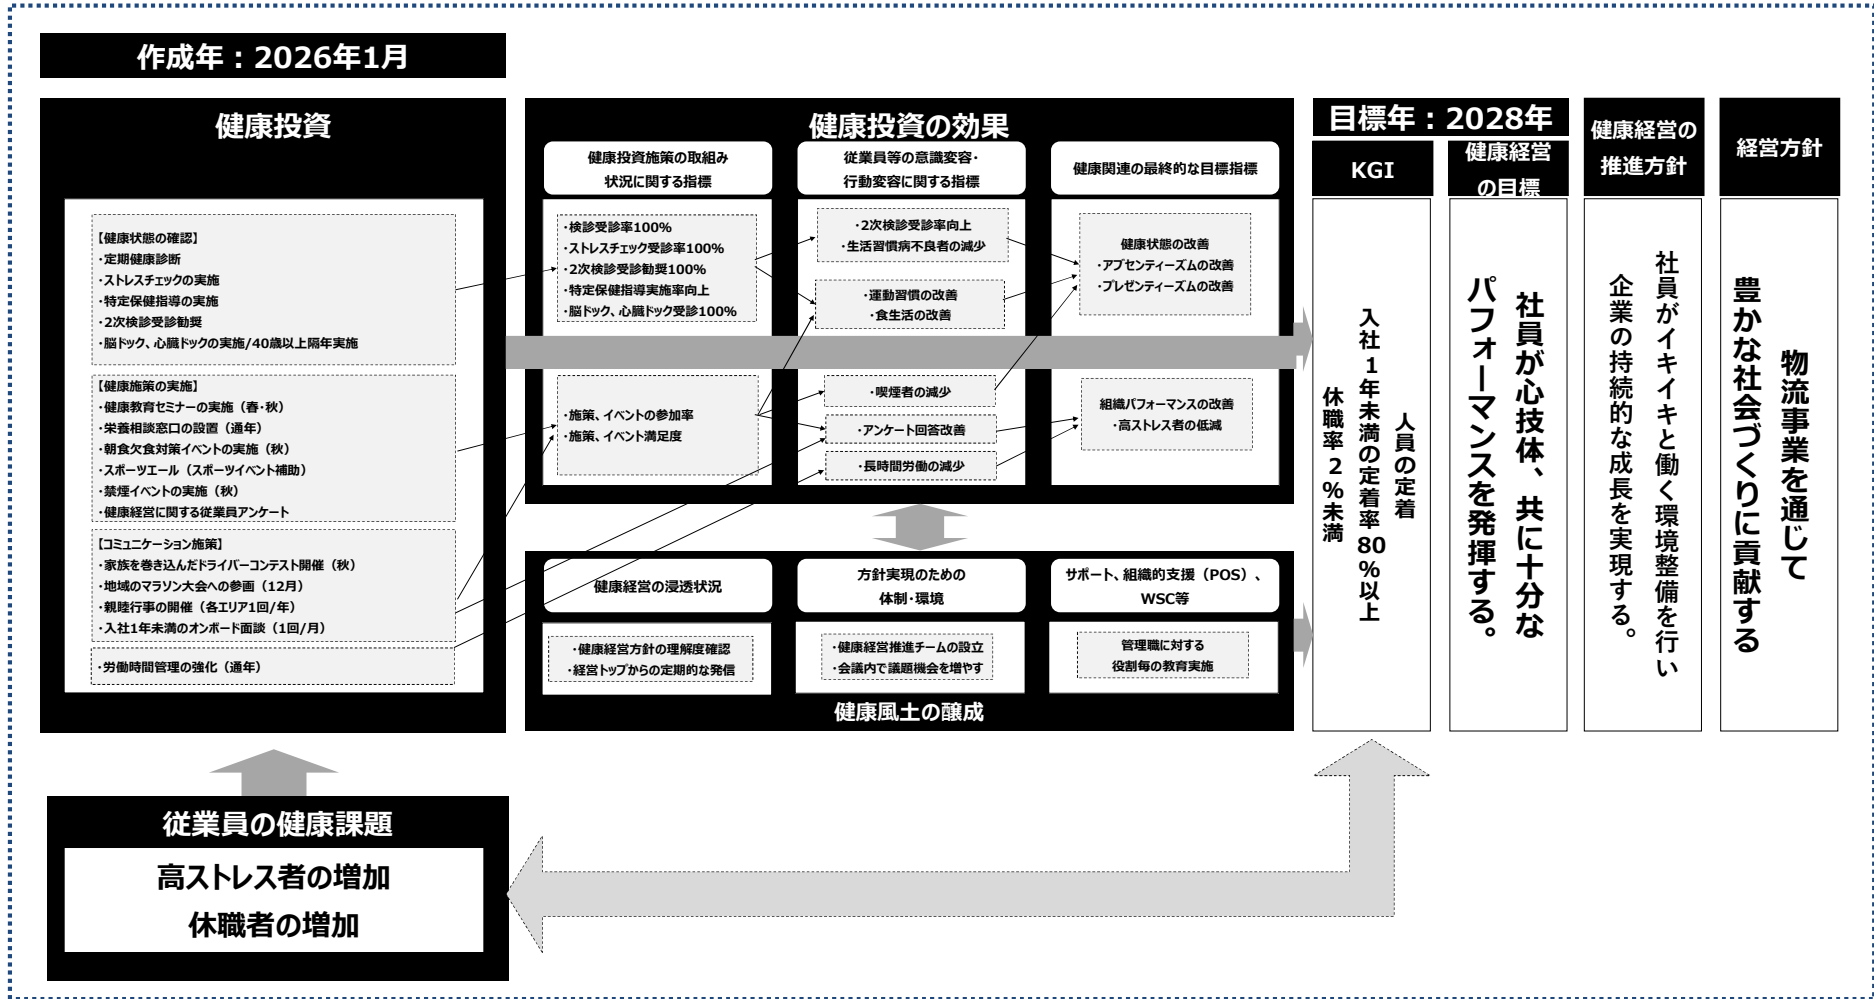 作成年：2026年1月
健康投資
【健康状態の確認】
・定期健康診断
・ストレスチェックの実施
・特定保健指導の実施
・2次検診受診勧奨
・脳ドック、心臓ドックの実施/40歳以上隔年実施
【健康施策の実施】
・健康教育セミナーの実施（春・秋）
・栄養相談窓口の設置（通年）
・朝食欠食対策イベントの実施（秋）
・スポーツエール（スポーツイベント補助）
・禁煙イベントの実施（秋）
・健康経営に関する従業員アンケート
【コミュニケーション施策】
・家族を巻き込んだドライバーコンテスト開催（秋）
・地域のマラソン大会への参画（12月）
・親睦行事の開催（各エリア1回/年）
・入社1年未満のオンボード面談（1回/月）
・労働時間管理の強化（通年）
健康投資の効果
健康投資施策の取組み
状況に関する指標
・検診受診率100%
・ストレスチェック受診率100%
・2次検診受診勧奨100%
・特定保健指導実施率向上
・脳ドック、心臓ドック受診100%
・施策、イベントの参加率
・施策、イベント満足度
従業員等の意識変容・
行動変容に関する指標
・2次検診受診率向上
・生活習慣病不良者の減少
・運動習慣の改善
・食生活の改善
・喫煙者の減少
・アンケート回答改善
・長時間労働の減少
健康関連の最終的な目標指標
健康状態の改善
・アブセンティーズムの改善
・プレゼンティーズムの改善
組織パフォーマンスの改善
・高ストレス者の低減
健康経営の浸透状況
・健康経営方針の理解度確認
・経営トップからの定期的な発信
方針実現のための
体制・環境
・健康経営推進チームの設立
・会議内で議題機会を増やす
サポート、組織的支援（POS）、
WSC等
管理職に対する
役割毎の教育実施
健康風土の醸成
目標年：2028年
KGI
人員の定着
入社1年未満の定着率80%以上
休職率2%未満
健康経営
の目標
社員が心技体、共に十分な
パフォーマンスを発揮する。
健康経営の
推進方針
社員がイキイキと働く環境整備を行い
企業の持続的な成長を実現する。
経営方針
物流事業を通じて
豊かな社会づくりに貢献する
従業員の健康課題
高ストレス者の増加
休職者の増加